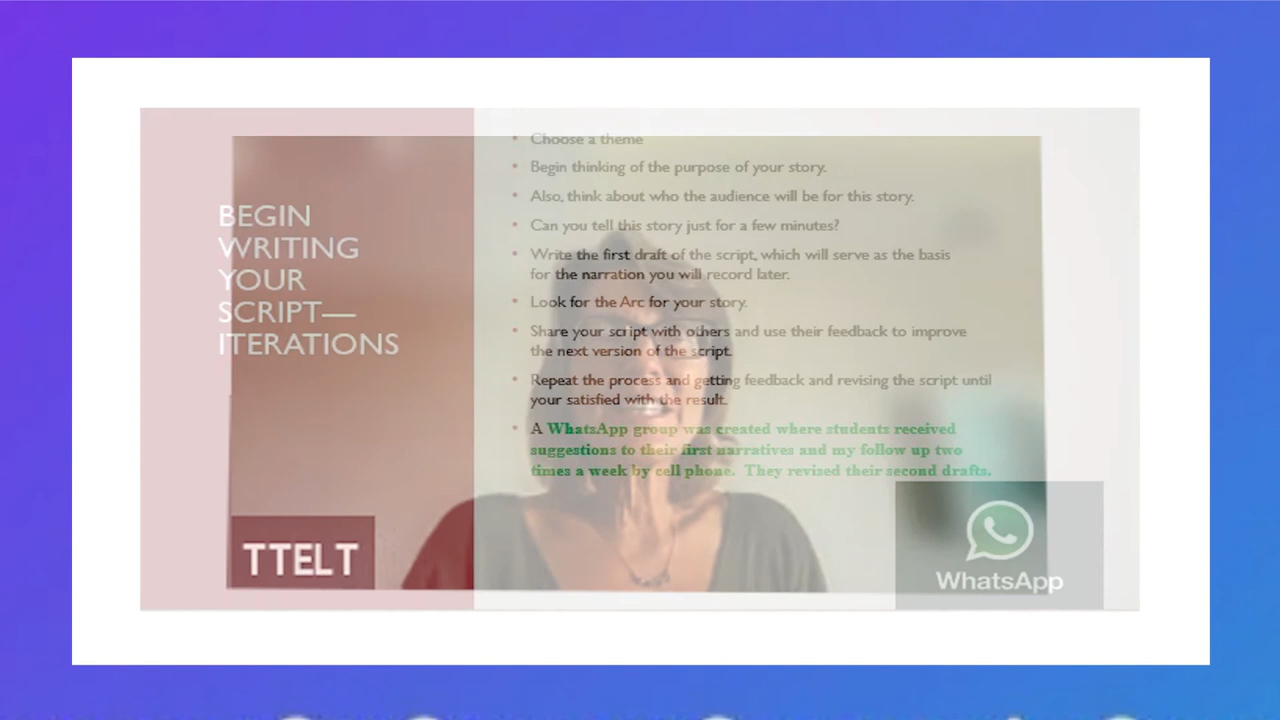 BEGIN
WRITING
YOUR
SCRIPT—
ITERATIONS
• Choose a theme
• Begin thinking of the purpose of your story.
• Also, think about who the audience will be for this story.
• Can you tell this story just for a few minutes?
• Write the first draft of the script, which will serve as the basis
for the narration you will record later.
• Look for the Arc for your story.
• Share your script with others and use their feedback to improve
the next version of the script.
• Repeat the process and getting feedback and revising the script until
your satisfied with the result.
• A WhatsApp group was created where students received
suggestions to their first narratives and my follow up two
times a week by cell phone. They revised their second drafts.
TTELT
WhatsApp